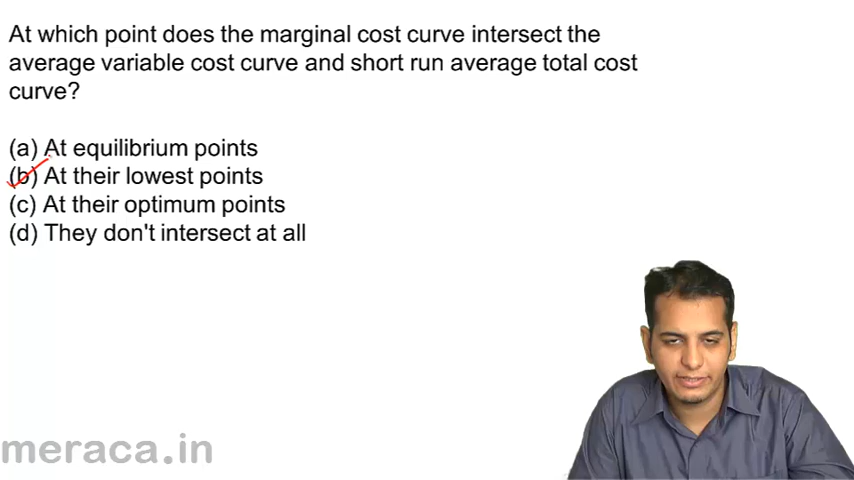 At which point does the marginal cost curve intersect the
average variable cost curve and short run average total cost
curve?
(a) At equilibrium points
(b) At their lowest points
(c) At their optimum points
(d) They don't intersect at all
meraca.in